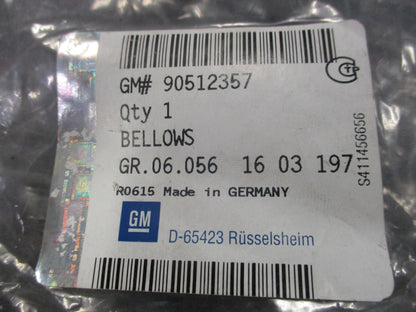 GM# 90512357
Qty 1
BELLOWS
GR.06.056 16 03 197
R0615 Made in GERMANY
GM
D-65423 Rüsselsheim
S411456656